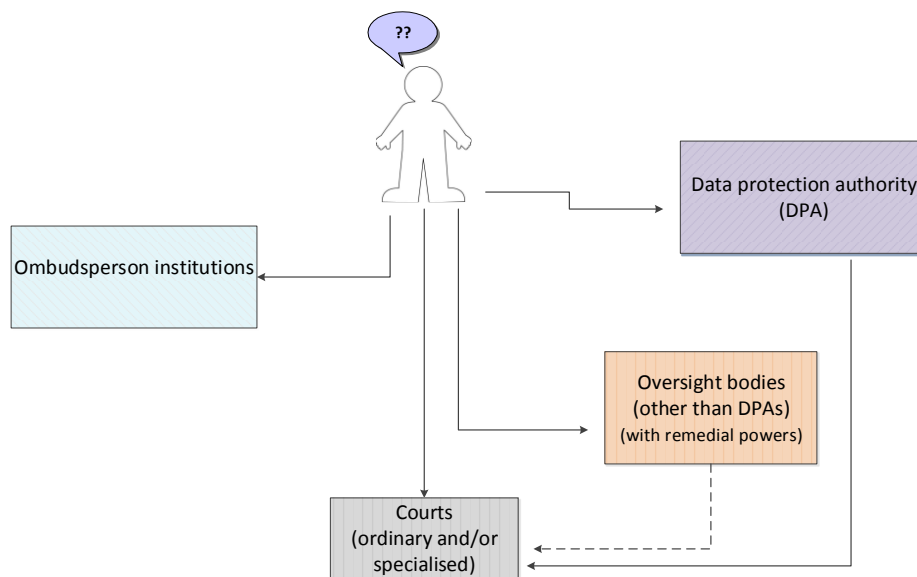 ??
Data protection authority
(DPA)
Ombudsperson institutions
Oversight bodies
(other than DPAs)
(with remedial powers)
Courts
(ordinary and/or
specialised)